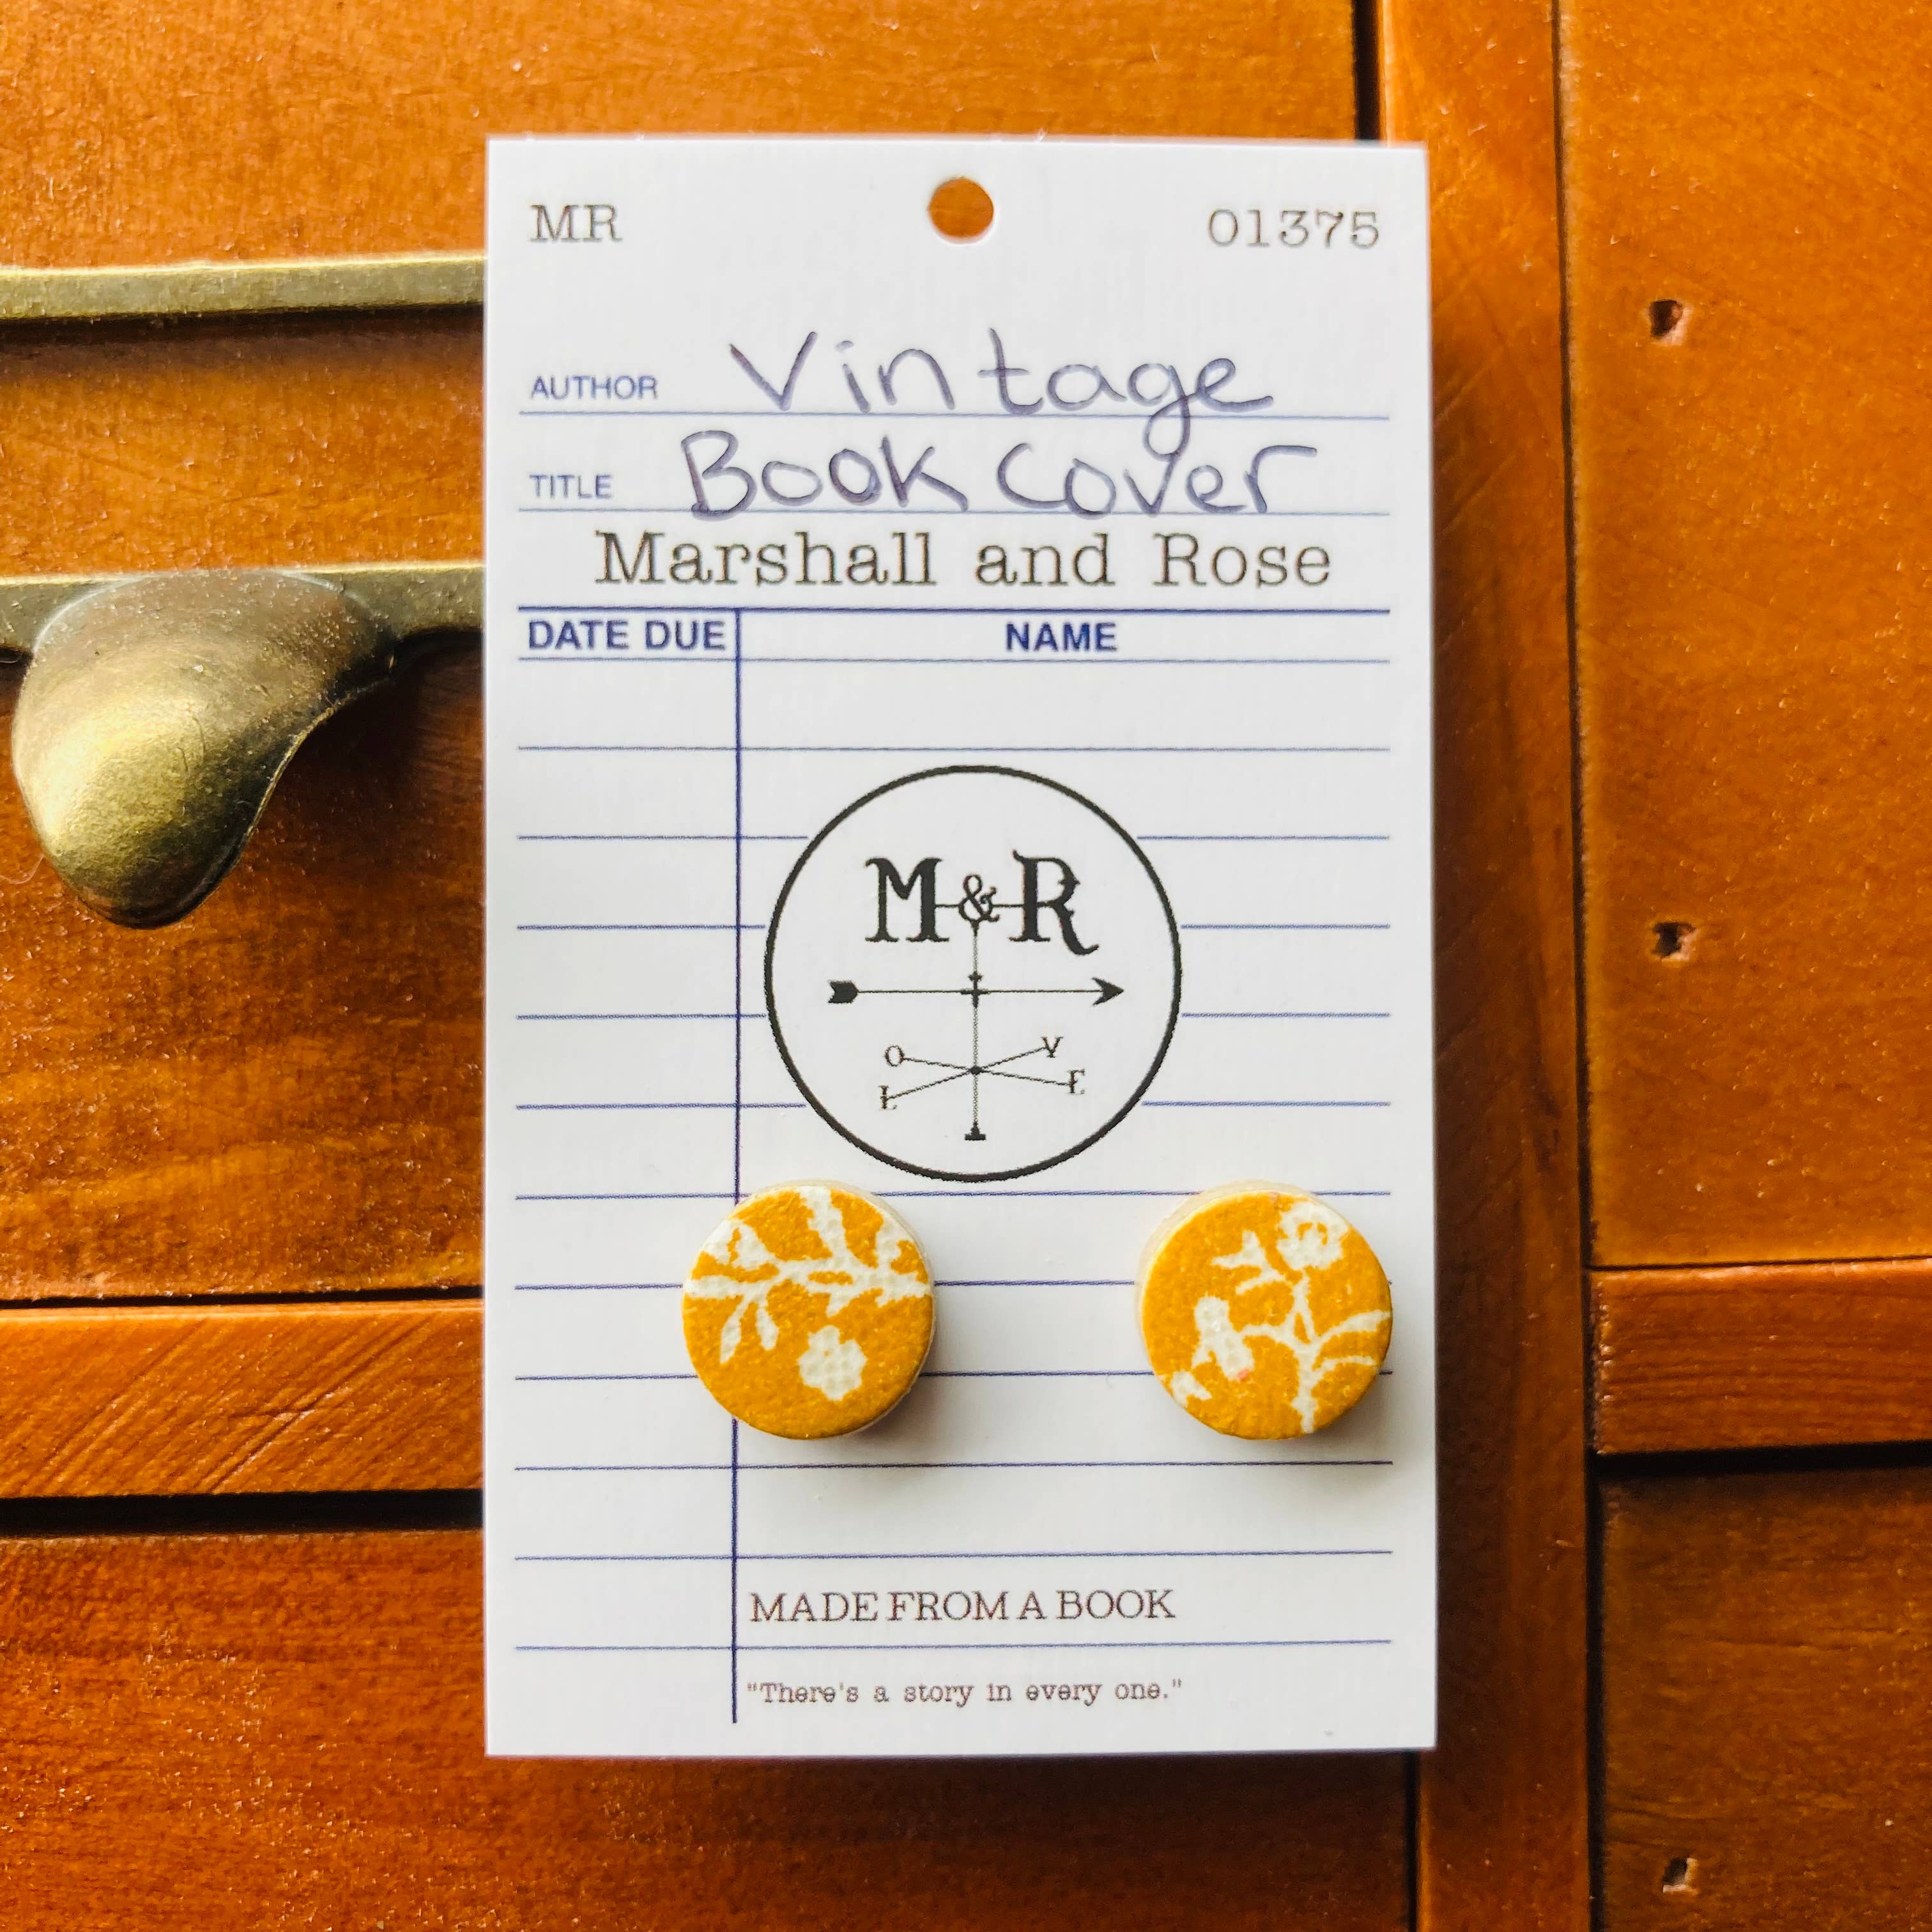 MR 01375
AUTHOR Vintage
TITLE Book Cover
Marshall and Rose
DATE DUE NAME
M&R
O V
L E
MADE FROM A BOOK
"There's a story in every one."